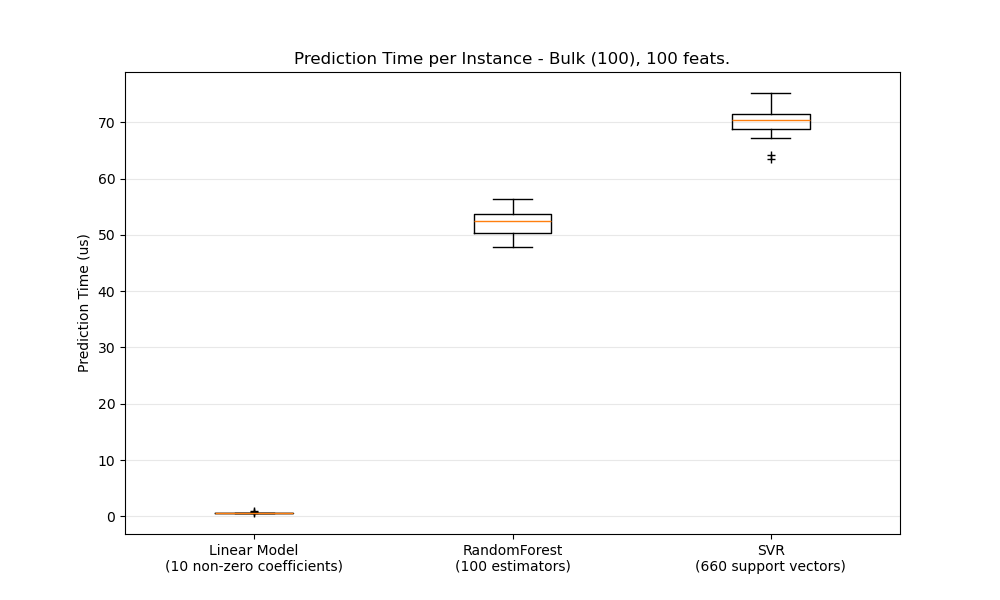 Prediction Time per Instance - Bulk (100), 100 feats.
Prediction Time (us)
70
60
50
40
30
20
10
0
Linear Model
(10 non-zero coefficients)
RandomForest
(100 estimators)
SVR
(660 support vectors)